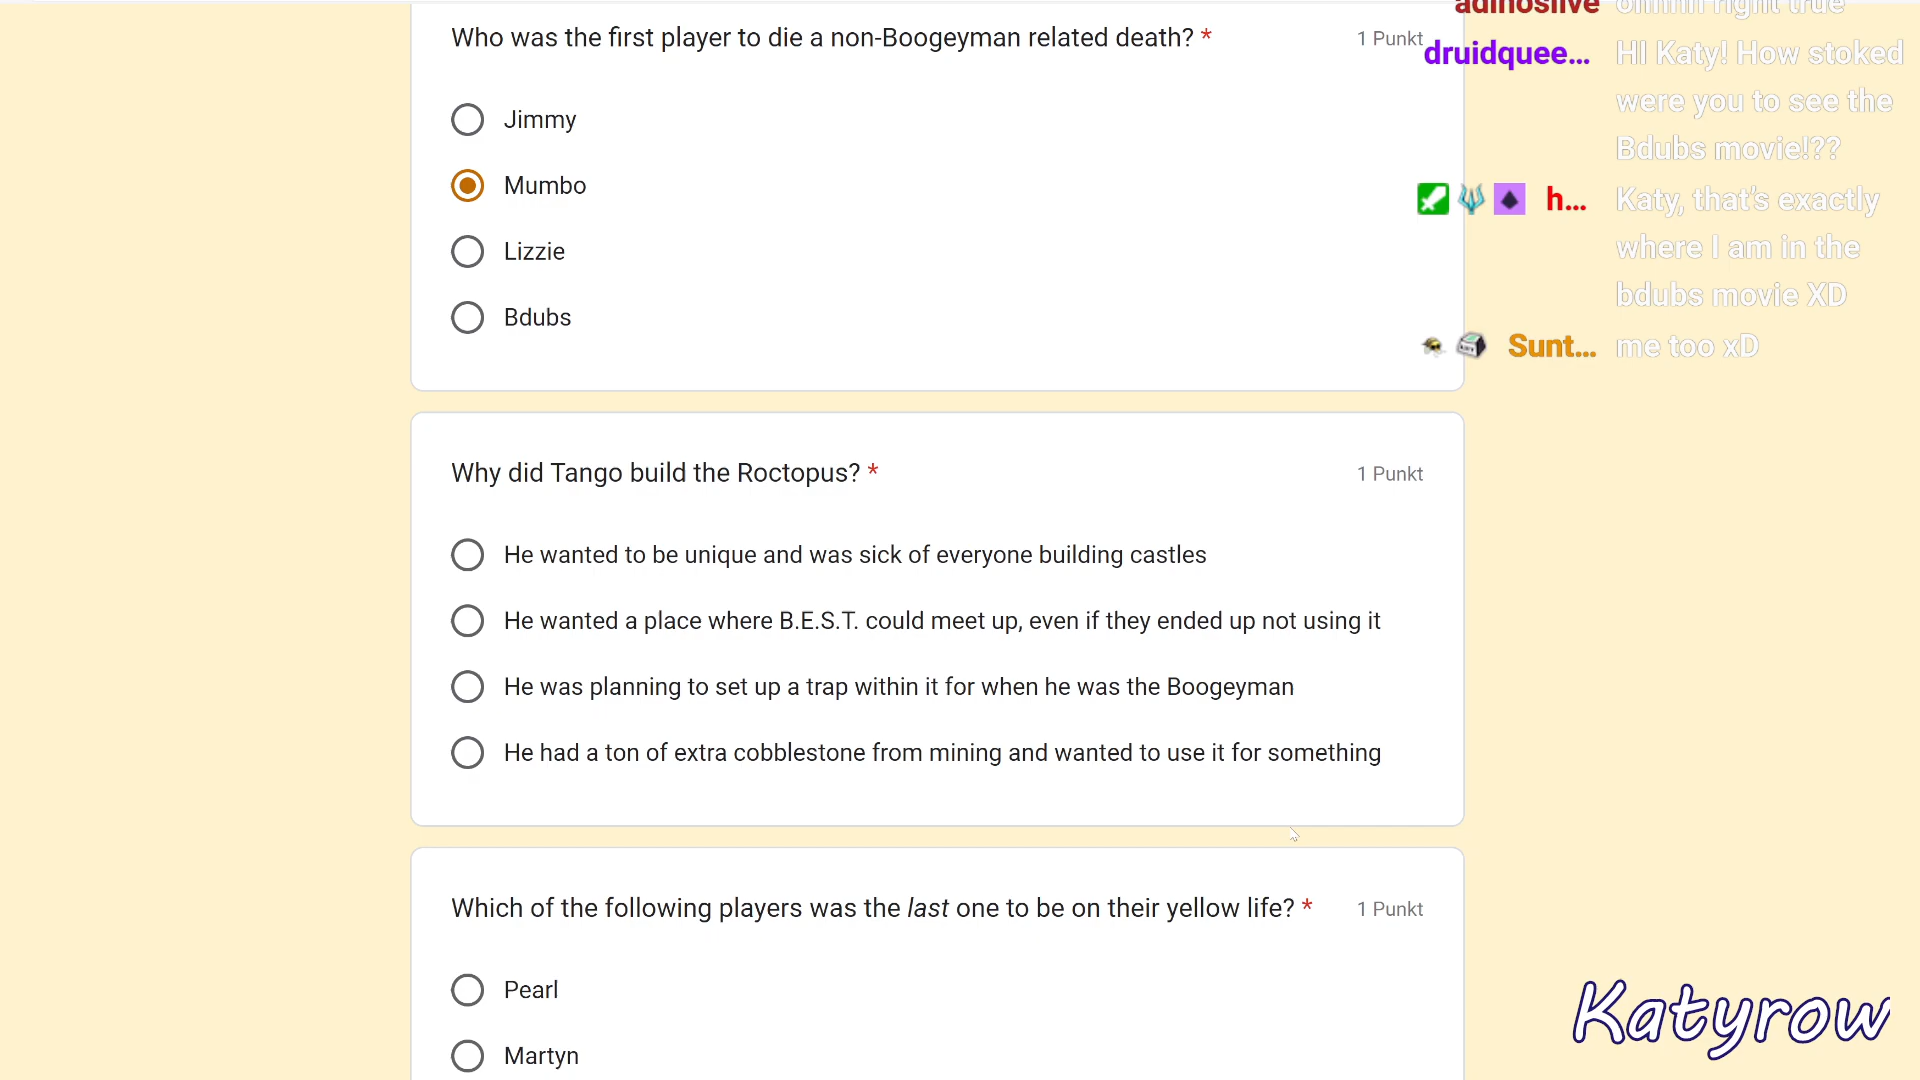 Who was the first player to die a non-Boogeyman related death? *
1 Punkt
Jimmy
Mumbo
Lizzie
Bdubs
Why did Tango build the Roctopus? *
1 Punkt
He wanted to be unique and was sick of everyone building castles
He wanted a place where B.E.S.T. could meet up, even if they ended up not using it
He was planning to set up a trap within it for when he was the Boogeyman
He had a ton of extra cobblestone from mining and wanted to use it for something
Which of the following players was the last one to be on their yellow life? *
1 Punkt
Pearl
Martyn
adinoslive ohhhh right true
druidquee... HI Katy! How stoked
were you to see the
Bdubs movie!??
h... Katy, that's exactly
where I am in the
bdubs movie XD
Sunt... me too xD
Katyrow